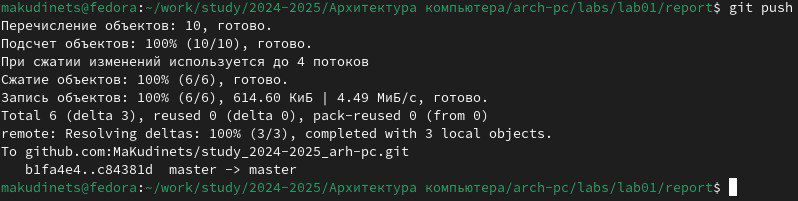 makudinets@fedora:~/work/study/2024-2025/Архитектура компьютера/arch-pc/labs/lab01/report$ git push
Перечисление объектов: 10, готово.
Подсчет объектов: 100% (10/10), готово.
При сжатии изменений используется до 4 потоков
Сжатие объектов: 100% (6/6), готово.
Запись объектов: 100% (6/6), 614.60 КиБ | 4.49 МиБ/с, готово.
Total 6 (delta 3), reused 0 (delta 0), pack-reused 0 (from 0)
remote: Resolving deltas: 100% (3/3), completed with 3 local objects.
To github.com:MaKudinets/study_2024-2025_arh-pc.git
   b1fa4e4..c84381d  master -> master
makudinets@fedora:~/work/study/2024-2025/Архитектура компьютера/arch-pc/labs/lab01/report$